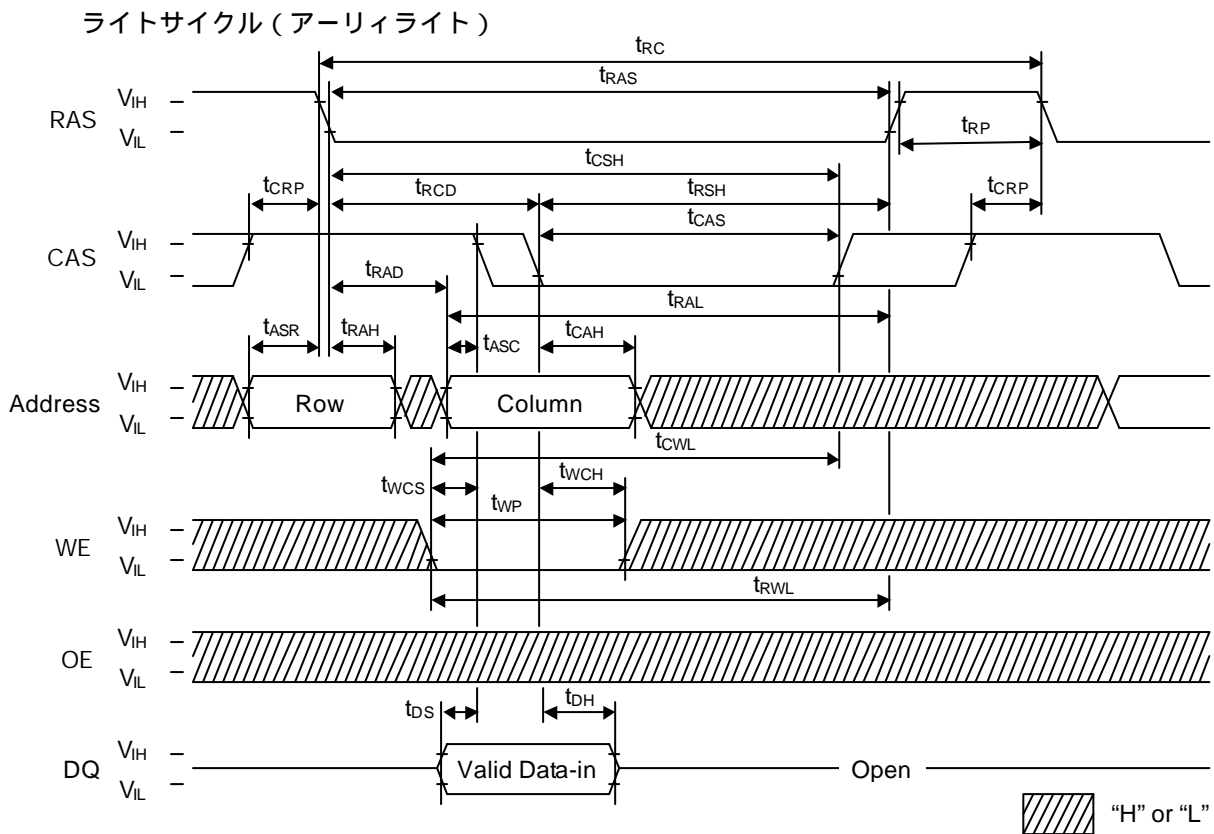 ライトサイクル ( アーリィライト )
tRC
tRAS
VIH
RAS
VIL
tRP
tCSH
tCRP
tRCD
tRSH
tCRP
tCAS
VIH
CAS
VIL
tRAD
tRAL
tASR
tRAH
tASC
tCAH
VIH
Address
Row
Column
VIL
tCWL
tWCS
tWCH
tWP
VIH
WE
VIL
tRWL
VIH
OE
VIL
tDS
tDH
VIH
DQ
Valid Data-in
Open
VIL
“H” or “L”